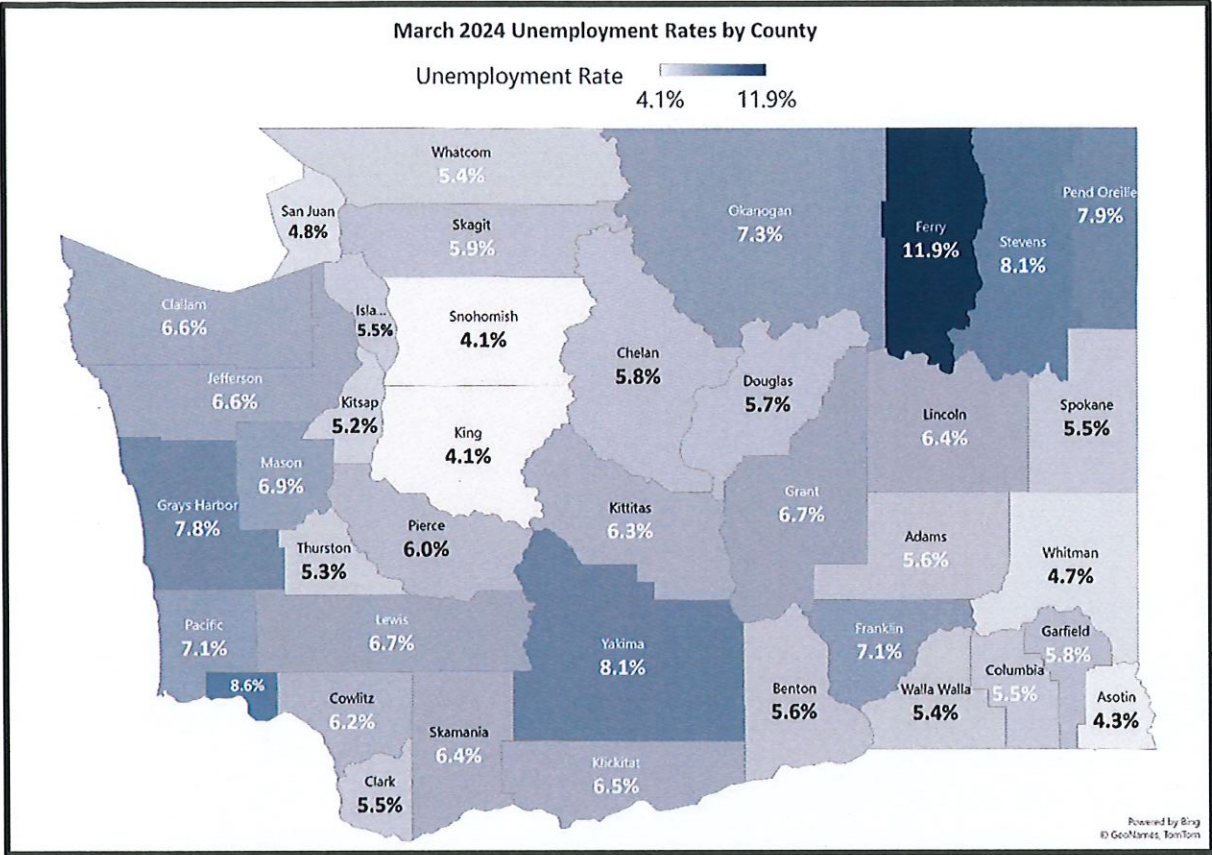 March 2024 Unemployment Rates by County
Unemployment Rate
4.1% 11.9%
Whatcom
5.4%
San Juan
4.8%
Skagit
5.9%
Okanogan
7.3%
Ferry
11.9%
Stevens
8.1%
Pend Oreille
7.9%
Clallam
6.6%
Isla...
5.5%
Snohomish
4.1%
Chelan
5.8%
Douglas
5.7%
Jefferson
6.6%
Kitsap
5.2%
King
4.1%
Lincoln
6.4%
Spokane
5.5%
Mason
6.9%
Grays Harbor
7.8%
Thurston
5.3%
Pierce
6.0%
Kittitas
6.3%
Grant
6.7%
Adams
5.6%
Whitman
4.7%
Pacific
7.1%
Lewis
6.7%
Yakima
8.1%
Franklin
7.1%
Garfield
5.8%
8.6%
Cowlitz
6.2%
Skamania
6.4%
Benton
5.6%
Walla Walla
5.4%
Columbia
5.5%
Asotin
4.3%
Clark
5.5%
Klickitat
6.5%
Powered by Bing
© GeoNames, TomTom